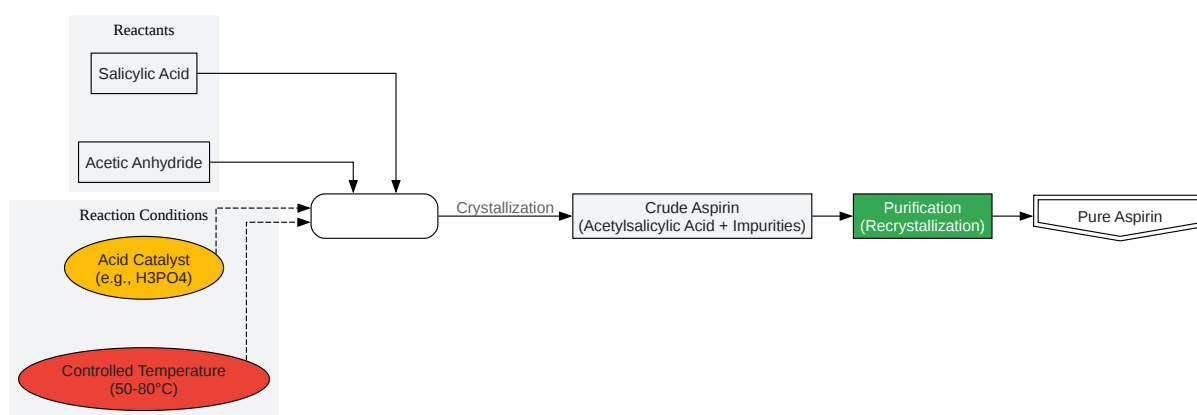 Reactants
Salicylic Acid
Acetic Anhydride
Reaction Conditions
Acid Catalyst
(e.g., H3PO4)
Controlled Temperature
(50-80°C)
Crystallization
Crude Aspirin
(Acetylsalicylic Acid + Impurities)
Purification
(Recrystallization)
Pure Aspirin